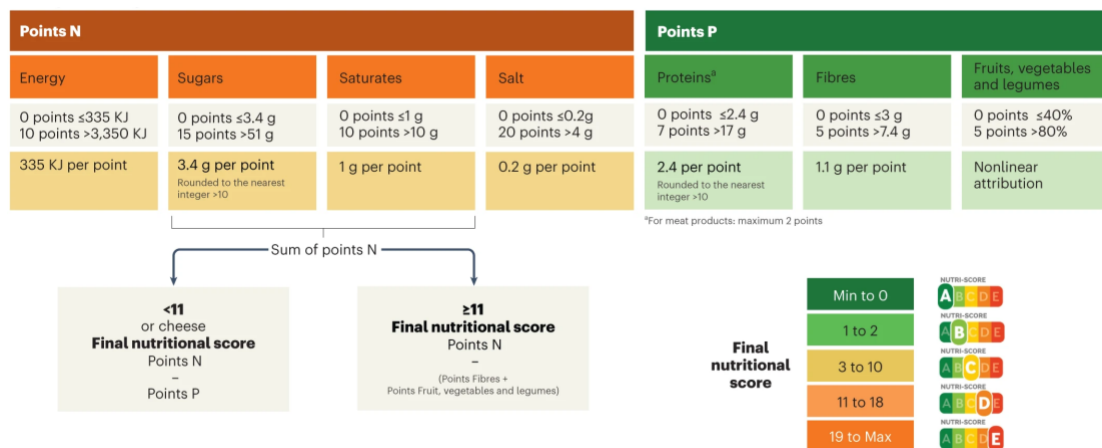 Points N
Energy
Sugars
Saturates
Salt
0 points ≤335 KJ
10 points >3,350 KJ
0 points ≤3.4 g
15 points >51 g
0 points ≤1 g
10 points >10 g
0 points ≤0.2g
20 points >4 g
335 KJ per point
3.4 g per point
Rounded to the nearest
integer >10
1 g per point
0.2 g per point
Points P
Proteinsᵃ
Fibres
Fruits, vegetables
and legumes
0 points ≤2.4 g
7 points >17 g
0 points ≤3 g
5 points >7.4 g
0 points ≤40%
5 points >80%
2.4 per point
Rounded to the nearest
integer >10
1.1 g per point
Nonlinear
attribution
ᵃFor meat products: maximum 2 points
Sum of points N
<11
or cheese
Final nutritional score
Points N
–
Points P
≥11
Final nutritional score
Points N
–
(Points Fibres +
Points Fruit, vegetables and legumes)
Final
nutritional
score
Min to 0
NUTRI-SCORE
A B C D E
1 to 2
NUTRI-SCORE
A B C D E
3 to 10
NUTRI-SCORE
A B C D E
11 to 18
NUTRI-SCORE
A B C D E
19 to Max
NUTRI-SCORE
A B C D E